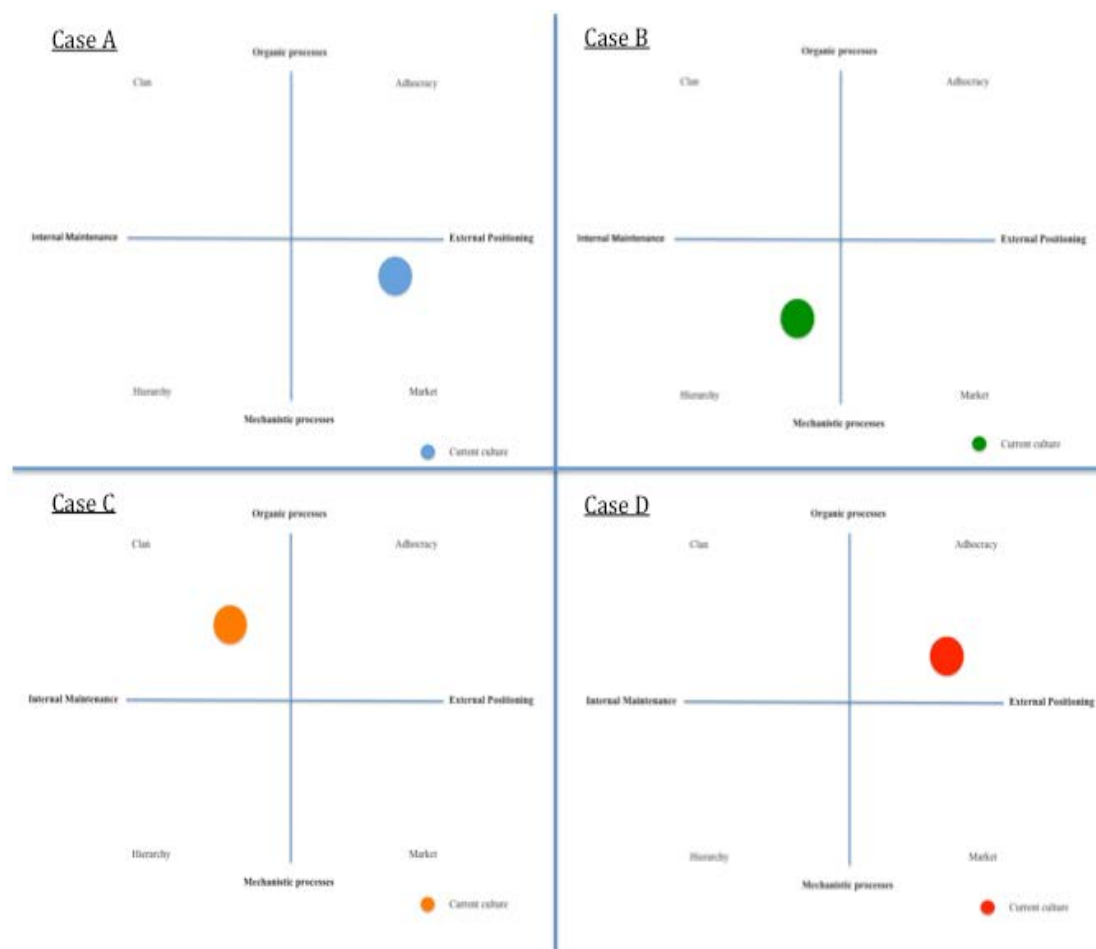 Case A
Organic processes
Clan
Adhocracy
Internal Maintenance
External Positioning
Hierarchy
Market
Mechanistic processes
Current culture
Case B
Organic processes
Clan
Adhocracy
Internal Maintenance
External Positioning
Hierarchy
Market
Mechanistic processes
Current culture
Case C
Organic processes
Clan
Adhocracy
Internal Maintenance
External Positioning
Hierarchy
Market
Mechanistic processes
Current culture
Case D
Organic processes
Clan
Adhocracy
Internal Maintenance
External Positioning
Hierarchy
Market
Mechanistic processes
Current culture